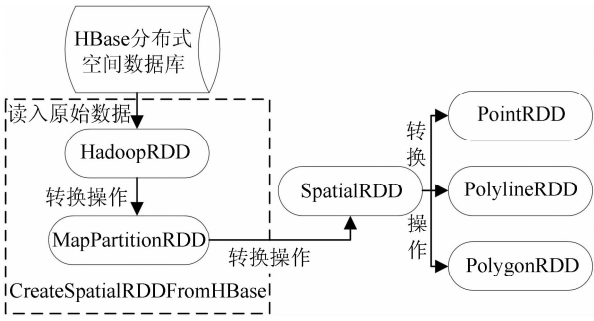 HBase分布式
空间数据库
读入原始数据
HadoopRDD
转换操作
MapPartitionRDD
CreateSpatialRDDFromHBase
转换操作
SpatialRDD
转换
操作
PointRDD
PolylineRDD
PolygonRDD